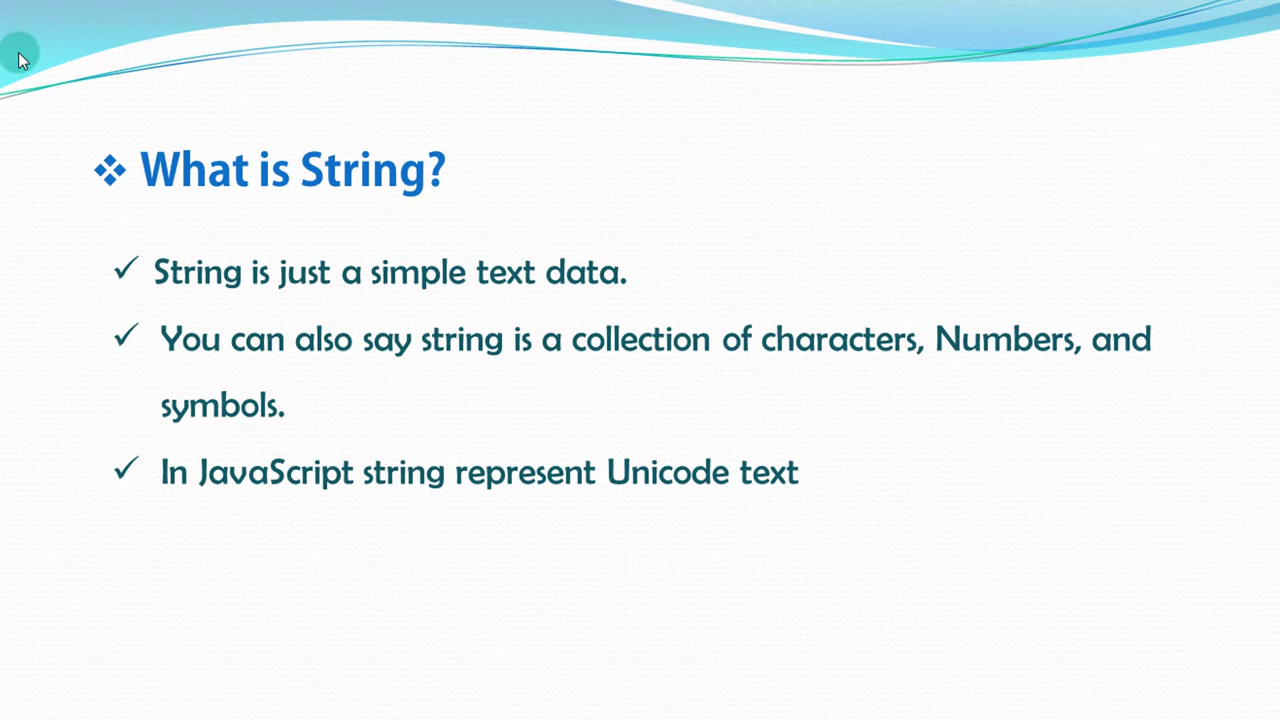 ❖ What is String?
✓ String is just a simple text data.
✓ You can also say string is a collection of characters, Numbers, and
symbols.
✓ In JavaScript string represent Unicode text